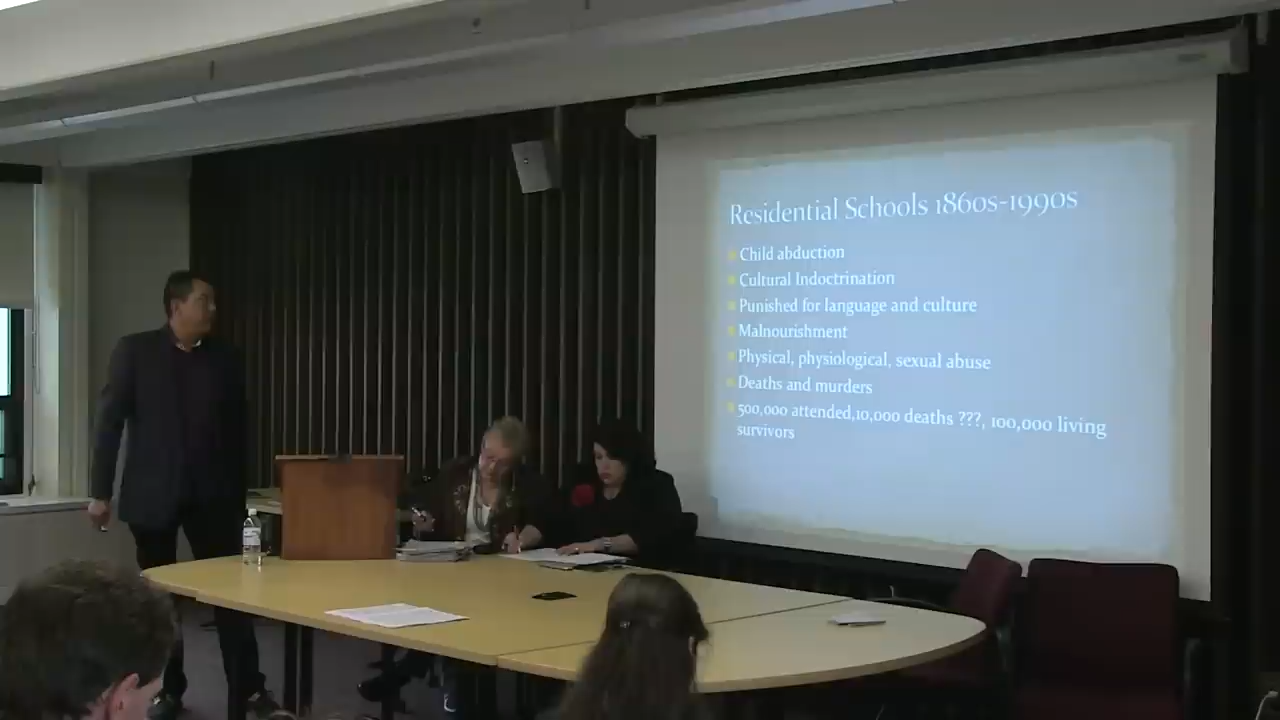 Residential Schools 1860s-1990s
Child abduction
Cultural Indoctrination
Punished for language and culture
Malnourishment
Physical, physiological, sexual abuse
Deaths and murders
500,000 attended,10,000 deaths ???, 100,000 living
survivors